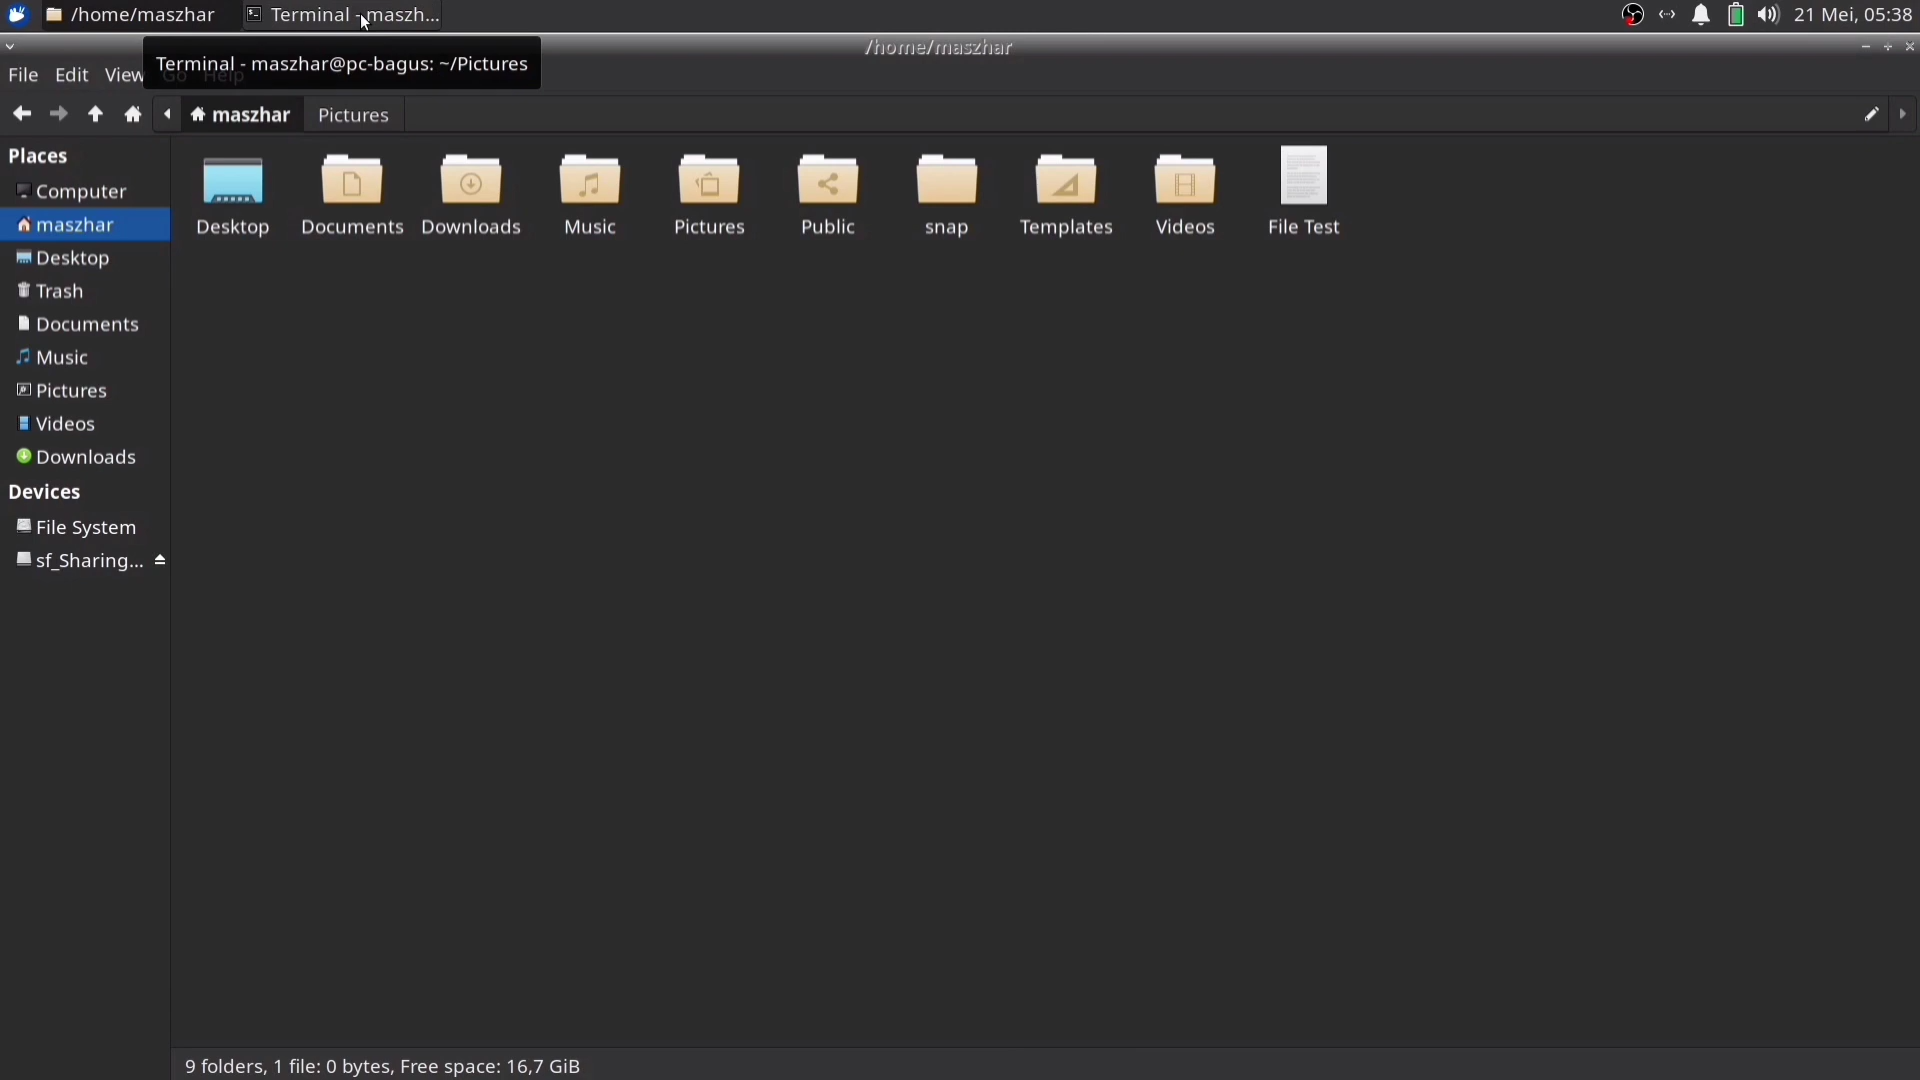 /home/maszhar
Terminal - maszh...
21 Mei, 05:38
/home/maszhar
Terminal - maszhar@pc-bagus: ~/Pictures
File Edit View Go Help
maszhar Pictures
Places
Computer
maszhar
Desktop
Trash
Documents
Music
Pictures
Videos
Downloads
Devices
File System
sf_Sharing...
Desktop
Documents
Downloads
Music
Pictures
Public
snap
Templates
Videos
File Test
9 folders, 1 file: 0 bytes, Free space: 16,7 GiB